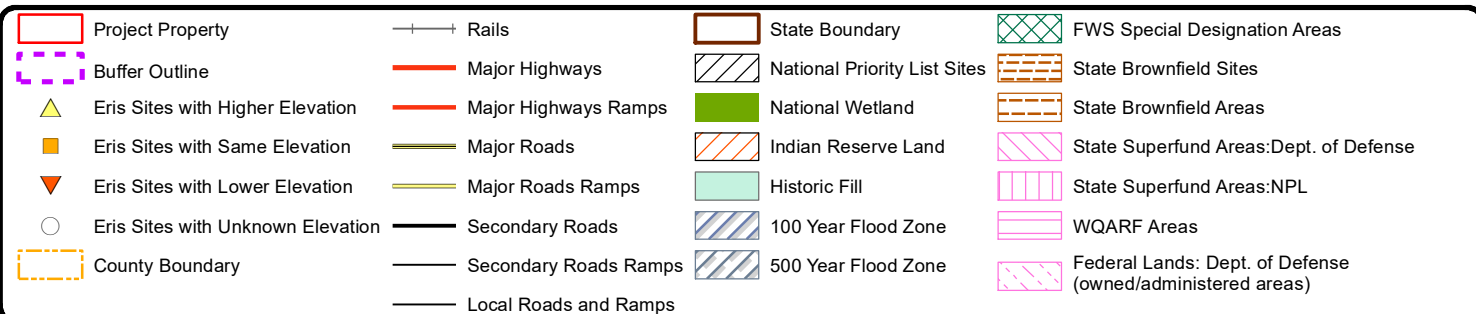 Project Property
Buffer Outline
Eris Sites with Higher Elevation
Eris Sites with Same Elevation
Eris Sites with Lower Elevation
Eris Sites with Unknown Elevation
County Boundary
Rails
Major Highways
Major Highways Ramps
Major Roads
Major Roads Ramps
Secondary Roads
Secondary Roads Ramps
Local Roads and Ramps
State Boundary
National Priority List Sites
National Wetland
Indian Reserve Land
Historic Fill
100 Year Flood Zone
500 Year Flood Zone
FWS Special Designation Areas
State Brownfield Sites
State Brownfield Areas
State Superfund Areas:Dept. of Defense
State Superfund Areas:NPL
WQARF Areas
Federal Lands: Dept. of Defense
(owned/administered areas)